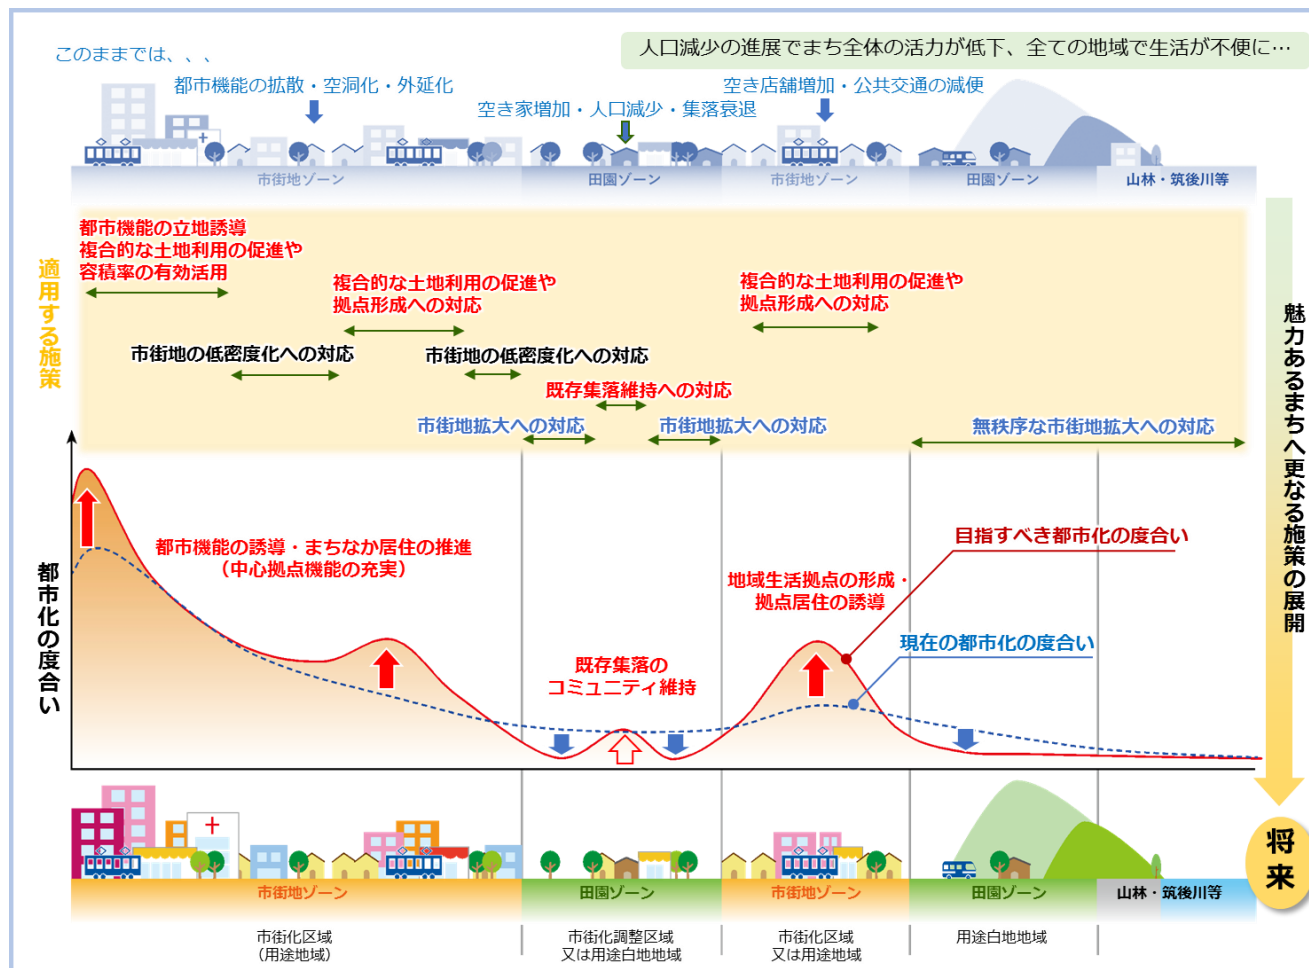 このままでは、、、
人口減少の進展でまち全体の活力が低下、全ての地域で生活が不便に…
都市機能の拡散・空洞化・外延化
空き家増加・人口減少・集落衰退
空き店舗増加・公共交通の減便
市街地ゾーン
田園ゾーン
市街地ゾーン
田園ゾーン
山林・筑後川等
適用する施策
都市機能の立地誘導
複合的な土地利用の促進や
容積率の有効活用
複合的な土地利用の促進や
拠点形成への対応
複合的な土地利用の促進や
拠点形成への対応
市街地の低密度化への対応
市街地の低密度化への対応
既存集落維持への対応
市街地拡大への対応
市街地拡大への対応
無秩序な市街地拡大への対応
魅力あるまちへ更なる施策の展開
都市化の度合い
都市機能の誘導・まちなか居住の推進
（中心拠点機能の充実）
目指すべき都市化の度合い
地域生活拠点の形成・
拠点居住の誘導
現在の都市化の度合い
既存集落の
コミュニティ維持
将来
市街地ゾーン
田園ゾーン
市街地ゾーン
田園ゾーン
山林・筑後川等
市街化区域
（用途地域）
市街化調整区域
又は用途白地地域
市街化区域
又は用途地域
用途白地地域